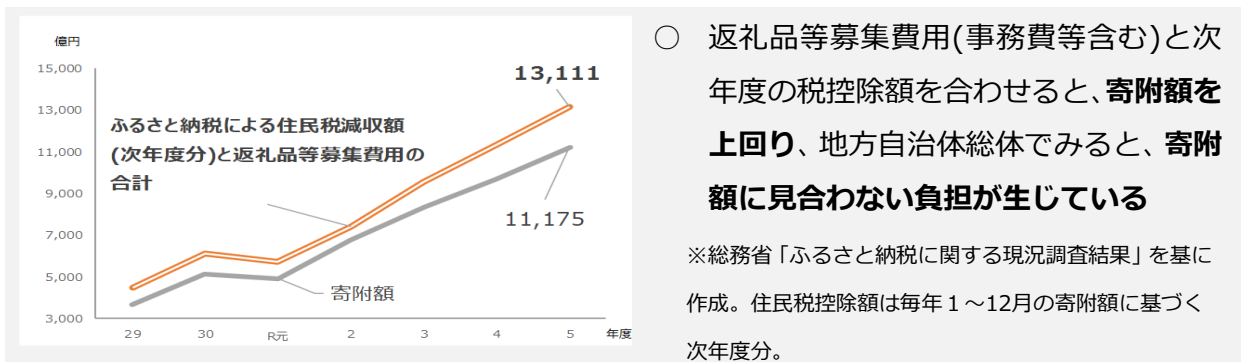 億円
15,000
13,000
11,000
9,000
7,000
5,000
3,000
13,111
ふるさと納税による住民税減収額
(次年度分)と返礼品等募集費用の
合計
11,175
寄附額
29 30 R元 2 3 4 5 年度
○ 返礼品等募集費用(事務費等含む)と次
年度の税控除額を合わせると、寄附額を
上回り、地方自治体総体でみると、寄附
額に見合わない負担が生じている
※総務省「ふるさと納税に関する現況調査結果」を基に
作成。住民税控除額は毎年1～12月の寄附額に基づく
次年度分。